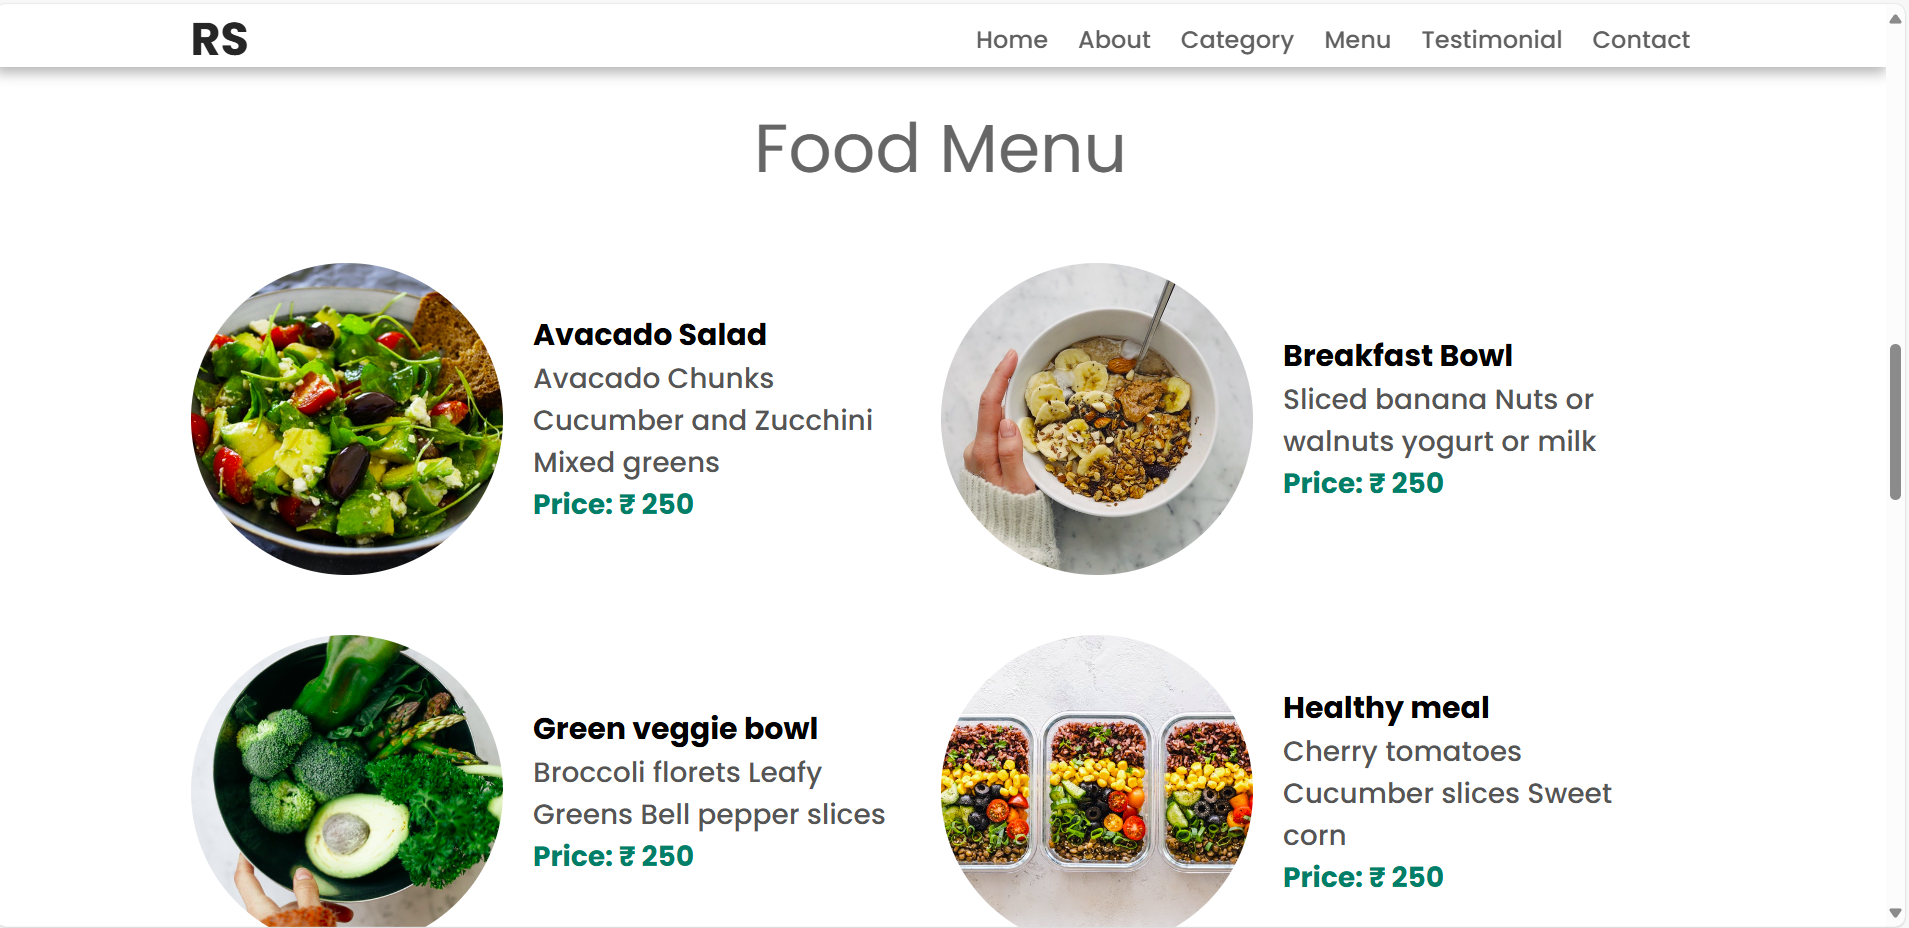 RS
Home About Category Menu Testimonial Contact
Food Menu
Avacado Salad
Avacado Chunks
Cucumber and Zucchini
Mixed greens
Price: ₹ 250
Breakfast Bowl
Sliced banana Nuts or
walnuts yogurt or milk
Price: ₹ 250
Green veggie bowl
Broccoli florets Leafy
Greens Bell pepper slices
Price: ₹ 250
Healthy meal
Cherry tomatoes
Cucumber slices Sweet
corn
Price: ₹ 250